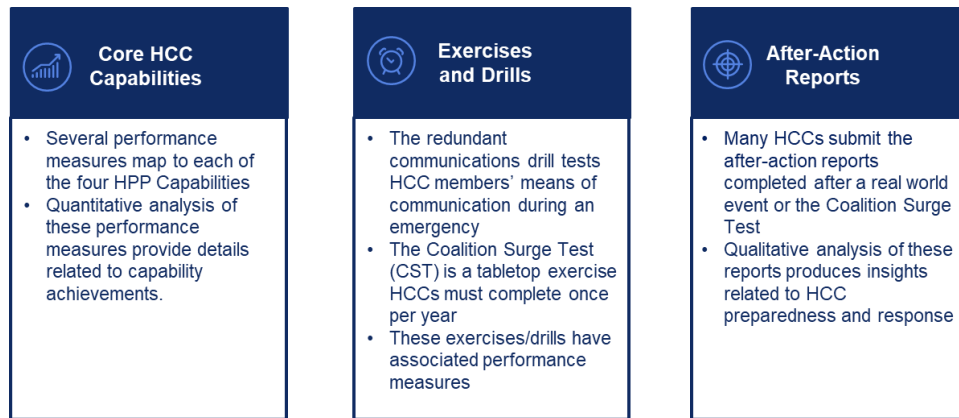 Core HCC
Capabilities
• Several performance
measures map to each of
the four HPP Capabilities
• Quantitative analysis of
these performance
measures provide details
related to capability
achievements.
Exercises
and Drills
• The redundant
communications drill tests
HCC members' means of
communication during an
emergency
• The Coalition Surge Test
(CST) is a tabletop exercise
HCCs must complete once
per year
• These exercises/drills have
associated performance
measures
After-Action
Reports
• Many HCCs submit the
after-action reports
completed after a real world
event or the Coalition Surge
Test
• Qualitative analysis of these
reports produces insights
related to HCC
preparedness and response